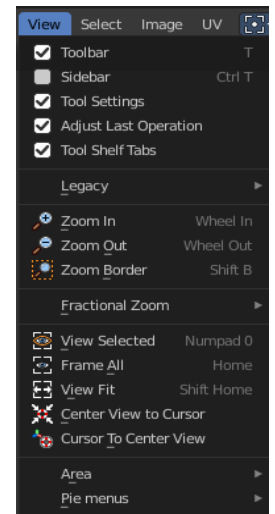 View Select Image UV
Toolbar T
Sidebar Ctrl T
Tool Settings
Adjust Last Operation
Tool Shelf Tabs
Legacy
Zoom In Wheel In
Zoom Out Wheel Out
Zoom Border Shift B
Fractional Zoom
View Selected Numpad 0
Frame All Home
View Fit Shift Home
Center View to Cursor
Cursor To Center View
Area
Pie menus